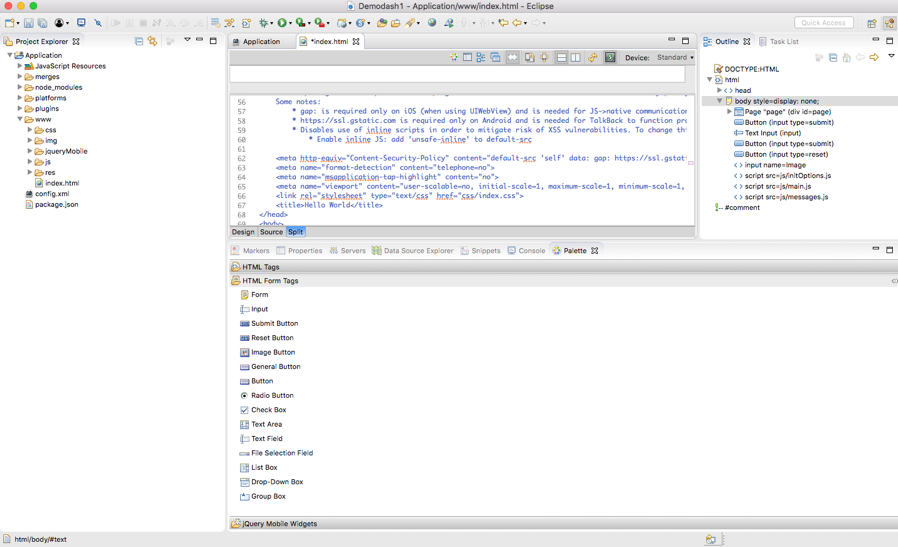 Demodash1 - Application/www/index.html - Eclipse
Quick Access
Project Explorer
Application
JavaScript Resources
merges
node_modules
platforms
plugins
www
css
img
jqueryMobile
js
res
index.html
config.xml
package.json
Application
*index.html
Device: Standard
56 Some notes:
57 * gap: is required only on iOS (when using UIWebView) and is needed for JS->native communication
58 * https://ssl.gstatic.com is required only on Android and is needed for TalkBack to function pro
59 * Disables use of inline scripts in order to mitigate risk of XSS vulnerabilities. To change th
60 * Enable inline JS: add 'unsafe-inline' to default-src
61
62 <meta http-equiv="Content-Security-Policy" content="default-src 'self' data: gap: https://ssl.gstat
63 <meta name="format-detection" content="telephone=no">
64 <meta name="msapplication-tap-highlight" content="no">
65 <meta name="viewport" content="user-scalable=no, initial-scale=1, maximum-scale=1, minimum-scale=1,
66 <link rel="stylesheet" type="text/css" href="css/index.css">
67 <title>Hello World</title>
68 </head>
69 <body>
Design Source Split
Outline Task List
DOCTYPE:HTML
html
head
body style=display: none;
Page "page" (div id=page)
Button (input type=submit)
Text Input (input)
Button (input type=submit)
Button (input type=reset)
input name=Image
script src=js/initOptions.js
script src=js/main.js
script src=js/messages.js
#comment
Markers Properties Servers Data Source Explorer Snippets Console Palette
HTML Tags
HTML Form Tags
Form
Input
Submit Button
Reset Button
Image Button
General Button
Button
Radio Button
Check Box
Text Area
Text Field
File Selection Field
List Box
Drop-Down Box
Group Box
jQuery Mobile Widgets
html/body/#text